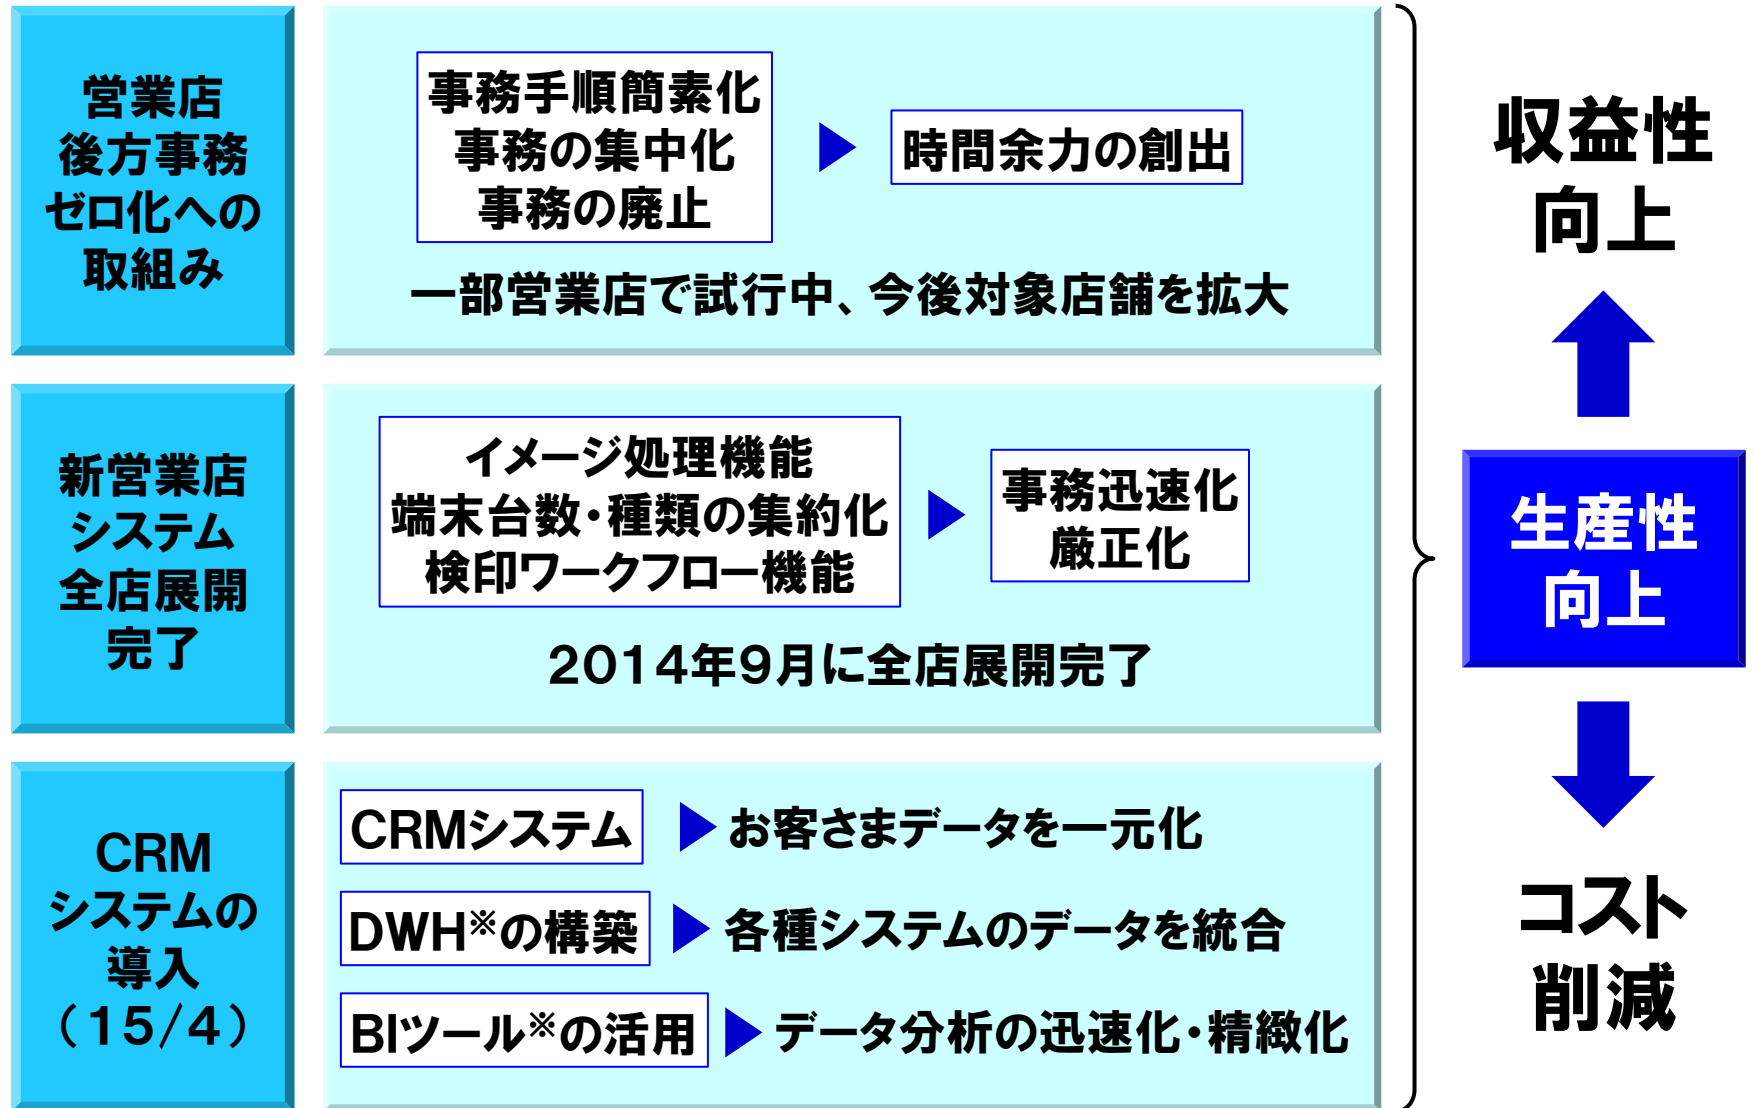 営業店
後方事務
ゼロ化への
取組み
事務手順簡素化
事務の集中化
事務の廃止
時間余力の創出
一部営業店で試行中、今後対象店舗を拡大
新営業店
システム
全店展開
完了
イメージ処理機能
端末台数・種類の集約化
検印ワークフロー機能
事務迅速化
厳正化
2014年9月に全店展開完了
CRM
システムの
導入
（15/4）
CRMシステム
お客さまデータを一元化
DWH※の構築
各種システムのデータを統合
BIツール※の活用
データ分析の迅速化・精緻化
収益性
向上
生産性
向上
コスト
削減